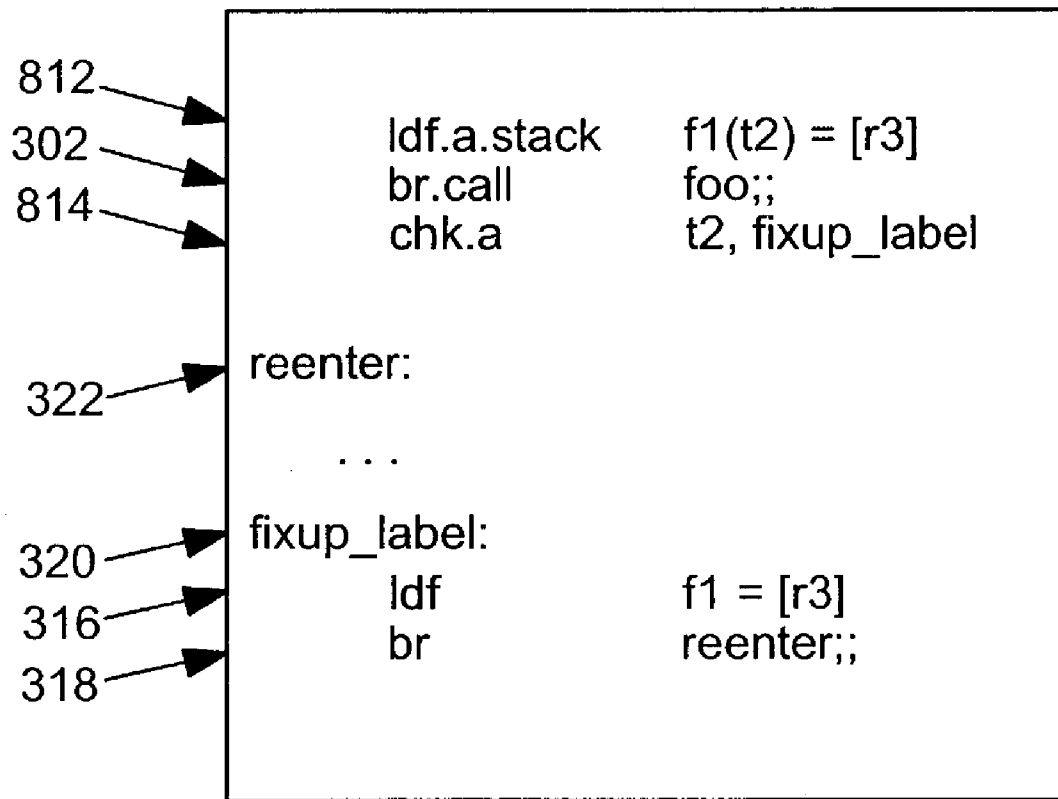 812 ldf.a.stack f1(t2) = [r3]
302 br.call foo;;
814 chk.a t2, fixup_label
322 reenter:
. . .
320 fixup_label:
316 ldf f1 = [r3]
318 br reenter;;